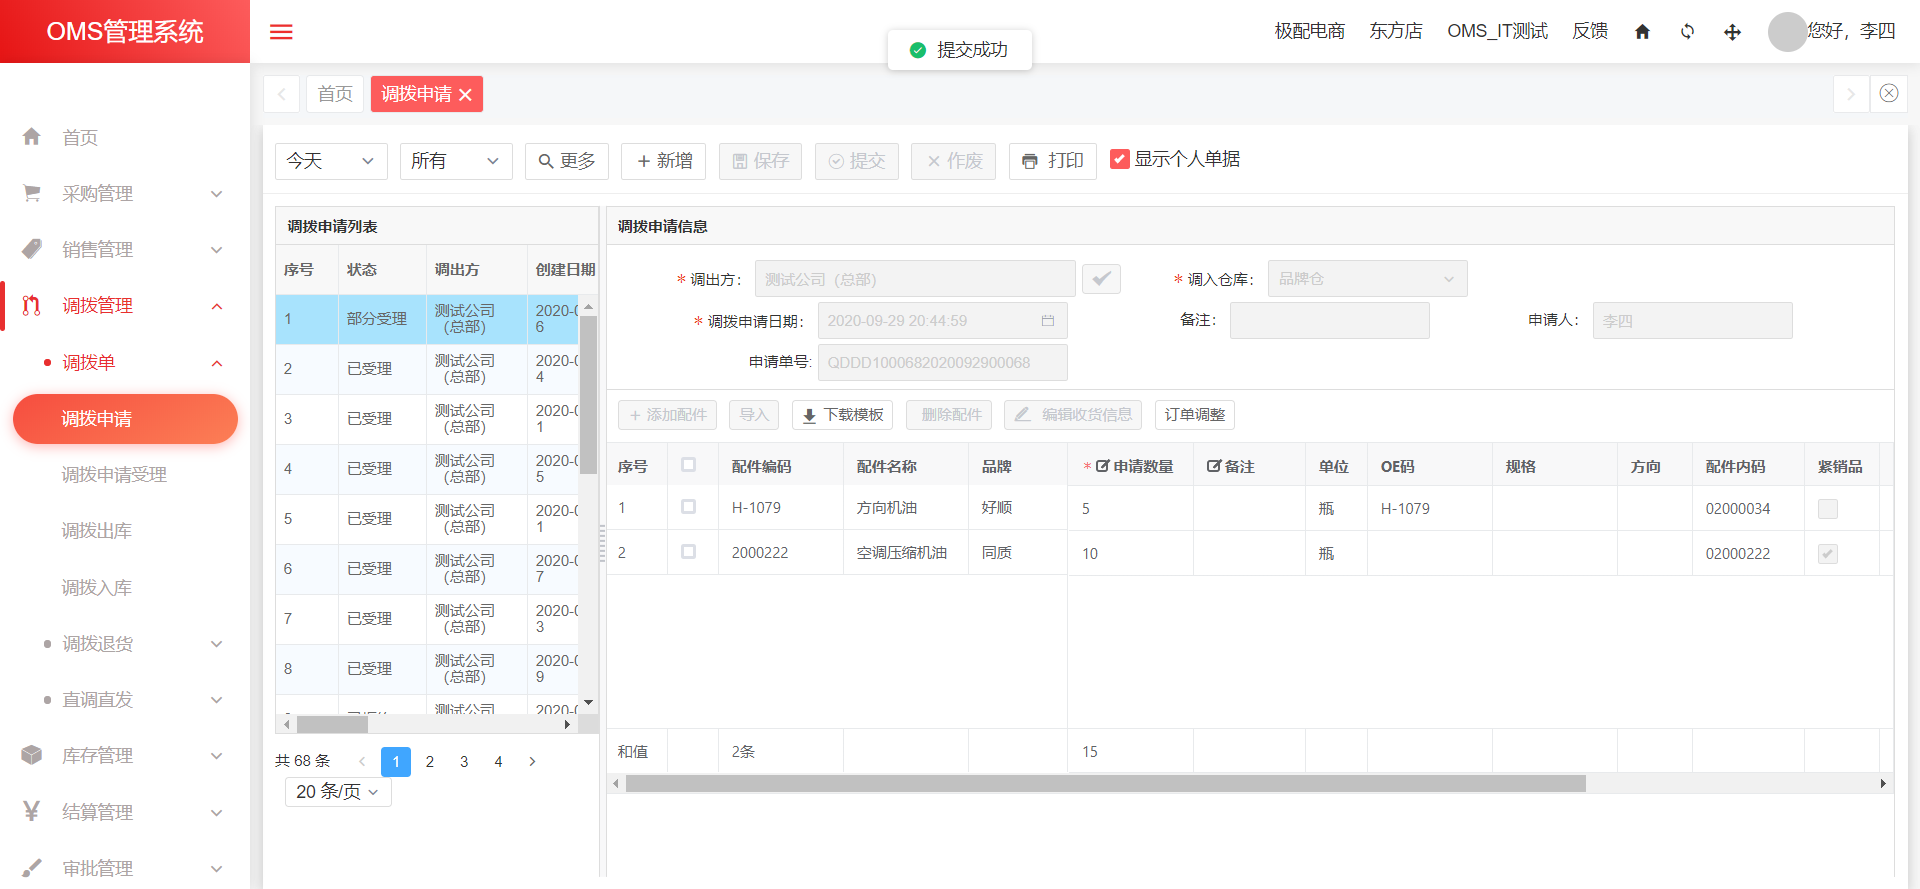 OMS管理系统
极配电商 东方店 OMS_IT测试 反馈 您好，李四
提交成功
首页 调拨申请
今天 所有 更多 新增 保存 提交 作废 打印 显示个人单据
首页
采购管理
销售管理
调拨管理
调拨单
调拨申请
调拨申请受理
调拨出库
调拨入库
调拨退货
直调直发
库存管理
结算管理
审批管理
调拨申请列表
序号 状态 调出方 创建日期
1 部分受理 测试公司（总部） 2020-0 6
2 已受理 测试公司（总部） 2020-0 4
3 已受理 测试公司（总部） 2020-0 1
4 已受理 测试公司（总部） 2020-0 5
5 已受理 测试公司（总部） 2020-0 1
6 已受理 测试公司（总部） 2020-0 7
7 已受理 测试公司（总部） 2020-0 3
8 已受理 测试公司（总部） 2020-0 9
测试公司 2020-0
共 68 条 1 2 3 4
20 条/页
调拨申请信息
* 调出方： 测试公司（总部） * 调入仓库： 品牌仓
* 调拨申请日期： 2020-09-29 20:44:59 备注： 申请人： 李四
申请单号: QDDD1000682020092900068
+ 添加配件 导入 下载模板 删除配件 编辑收货信息 订单调整
序号 配件编码 配件名称 品牌 * 申请数量 备注 单位 OE码 规格 方向 配件内码 紧销品
1 H-1079 方向机油 好顺 5 瓶 H-1079 02000034
2 2000222 空调压缩机油 同质 10 瓶 02000222
和值 2条 15